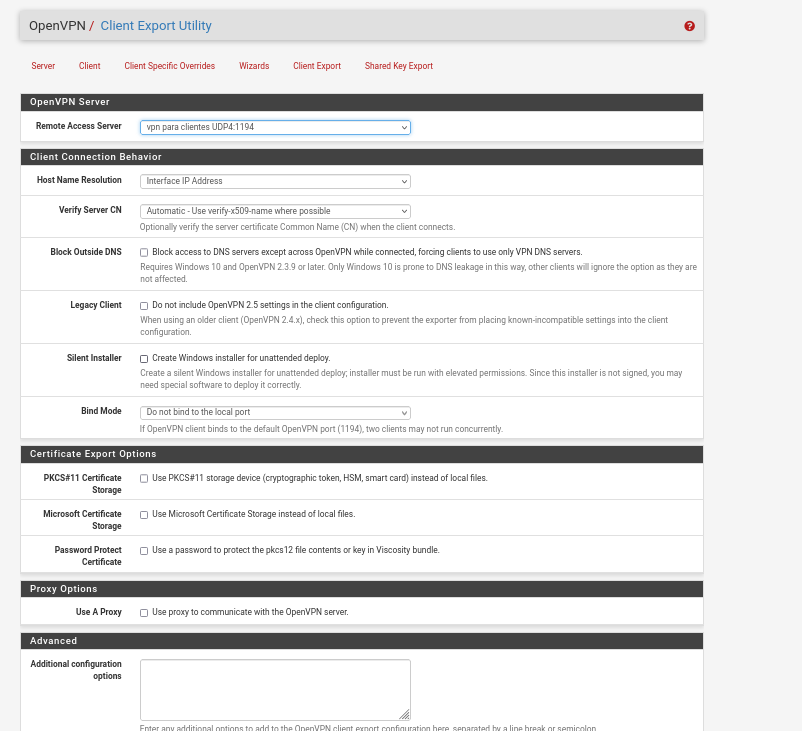 OpenVPN / Client Export Utility
Server Client Client Specific Overrides Wizards Client Export Shared Key Export
OpenVPN Server
Remote Access Server vpn para clientes UDP4:1194
Client Connection Behavior
Host Name Resolution Interface IP Address
Verify Server CN Automatic - Use verify-x509-name where possible
Optionally verify the server certificate Common Name (CN) when the client connects.
Block Outside DNS Block access to DNS servers except across OpenVPN while connected, forcing clients to use only VPN DNS servers.
Requires Windows 10 and OpenVPN 2.3.9 or later. Only Windows 10 is prone to DNS leakage in this way, other clients will ignore the option as they are
not affected.
Legacy Client Do not include OpenVPN 2.5 settings in the client configuration.
When using an older client (OpenVPN 2.4.x), check this option to prevent the exporter from placing known-incompatible settings into the client
configuration.
Silent Installer Create Windows installer for unattended deploy.
Create a silent Windows installer for unattended deploy; installer must be run with elevated permissions. Since this installer is not signed, you may
need special software to deploy it correctly.
Bind Mode Do not bind to the local port
If OpenVPN client binds to the default OpenVPN port (1194), two clients may not run concurrently.
Certificate Export Options
PKCS#11 Certificate Use PKCS#11 storage device (cryptographic token, HSM, smart card) instead of local files.
Storage
Microsoft Certificate Use Microsoft Certificate Storage instead of local files.
Storage
Password Protect Use a password to protect the pkcs12 file contents or key in Viscosity bundle.
Certificate
Proxy Options
Use A Proxy Use proxy to communicate with the OpenVPN server.
Advanced
Additional configuration
options
Enter any additional options to add to the OpenVPN client export configuration here, separated by a line break or semicolon.